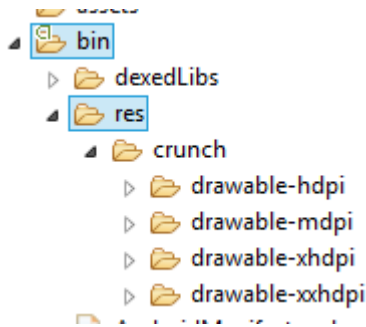 bin
dexedLibs
res
crunch
drawable-hdpi
drawable-mdpi
drawable-xhdpi
drawable-xxhdpi